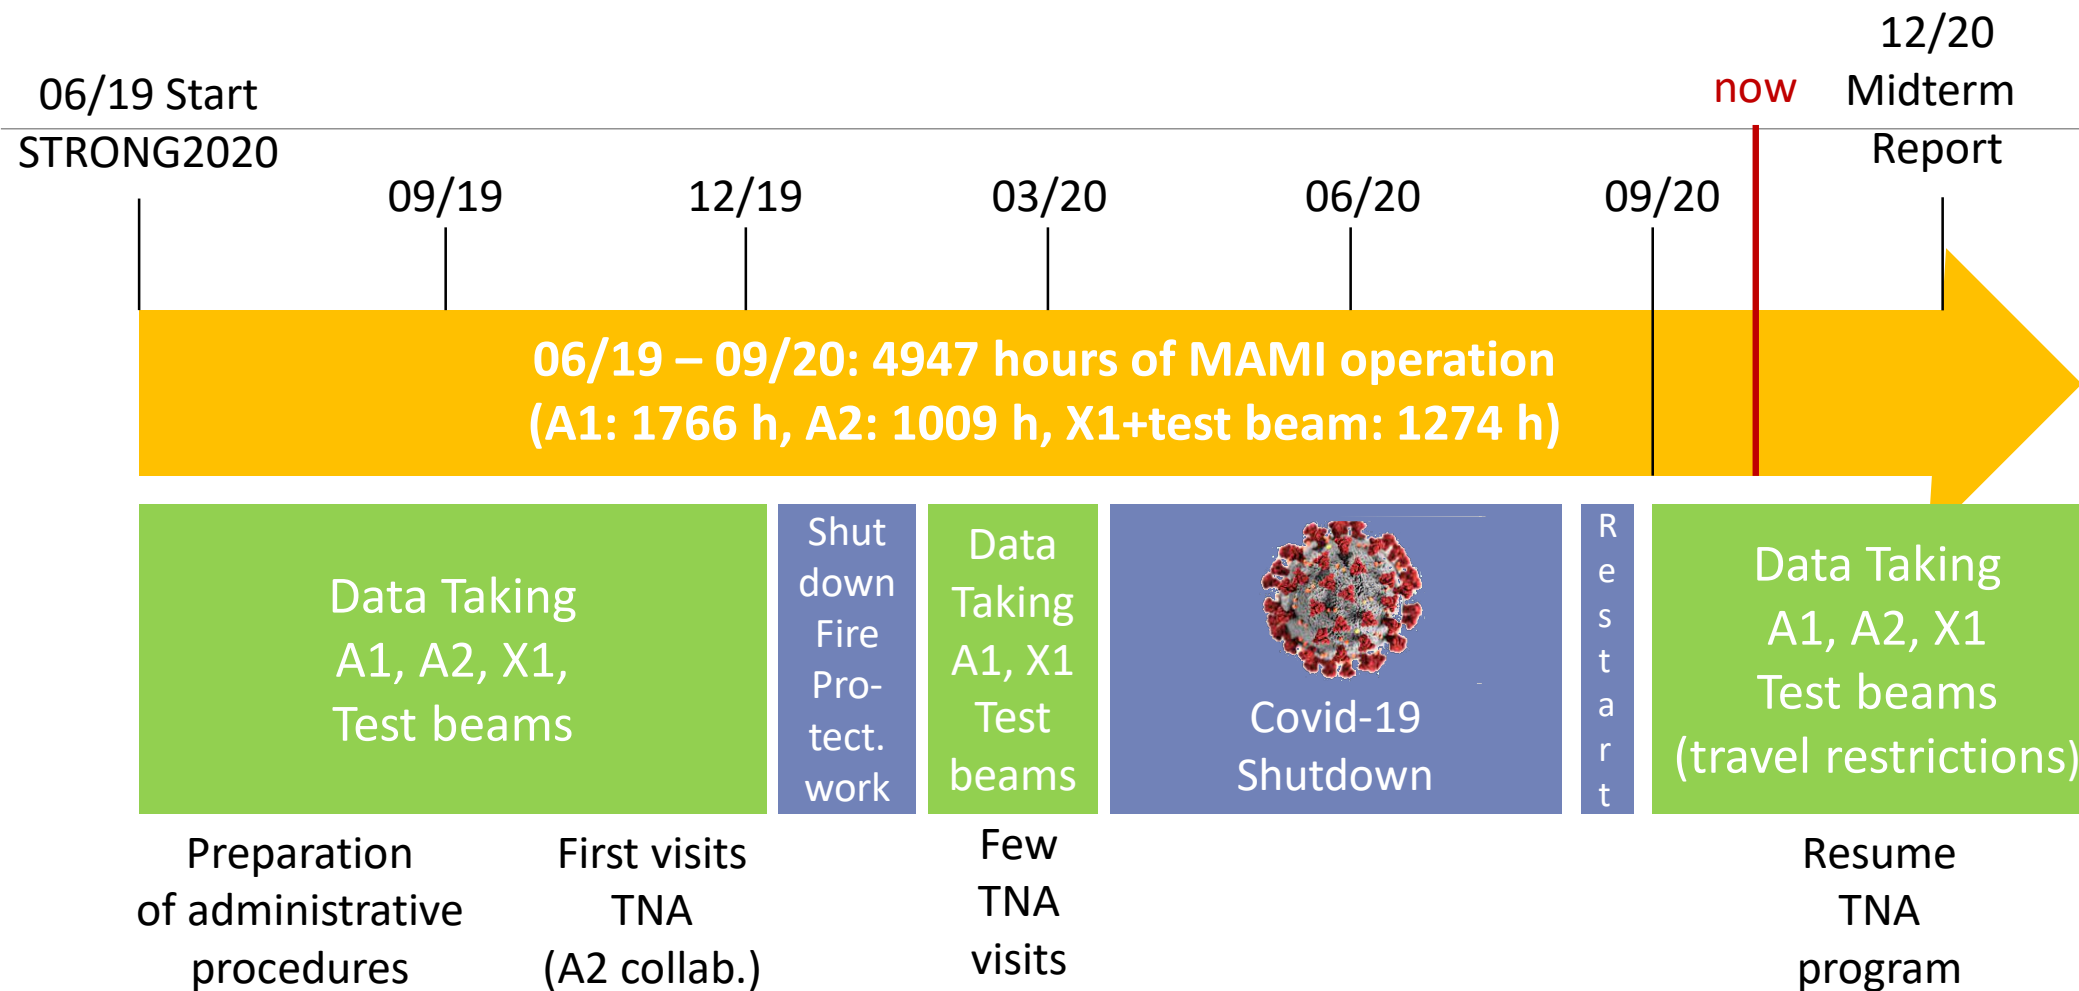 06/19 Start
STRONG2020
09/19
12/19
03/20
06/20
09/20
now
12/20
Midterm
Report
06/19 – 09/20: 4947 hours of MAMI operation
(A1: 1766 h, A2: 1009 h, X1+test beam: 1274 h)
Data Taking
A1, A2, X1,
Test beams
Shut
down
Fire
Pro-
tect.
work
Data
Taking
A1, X1
Test
beams
Covid-19
Shutdown
R
e
s
t
a
r
t
Data Taking
A1, A2, X1
Test beams
(travel restrictions)
Preparation
of administrative
procedures
First visits
TNA
(A2 collab.)
Few
TNA
visits
Resume
TNA
program